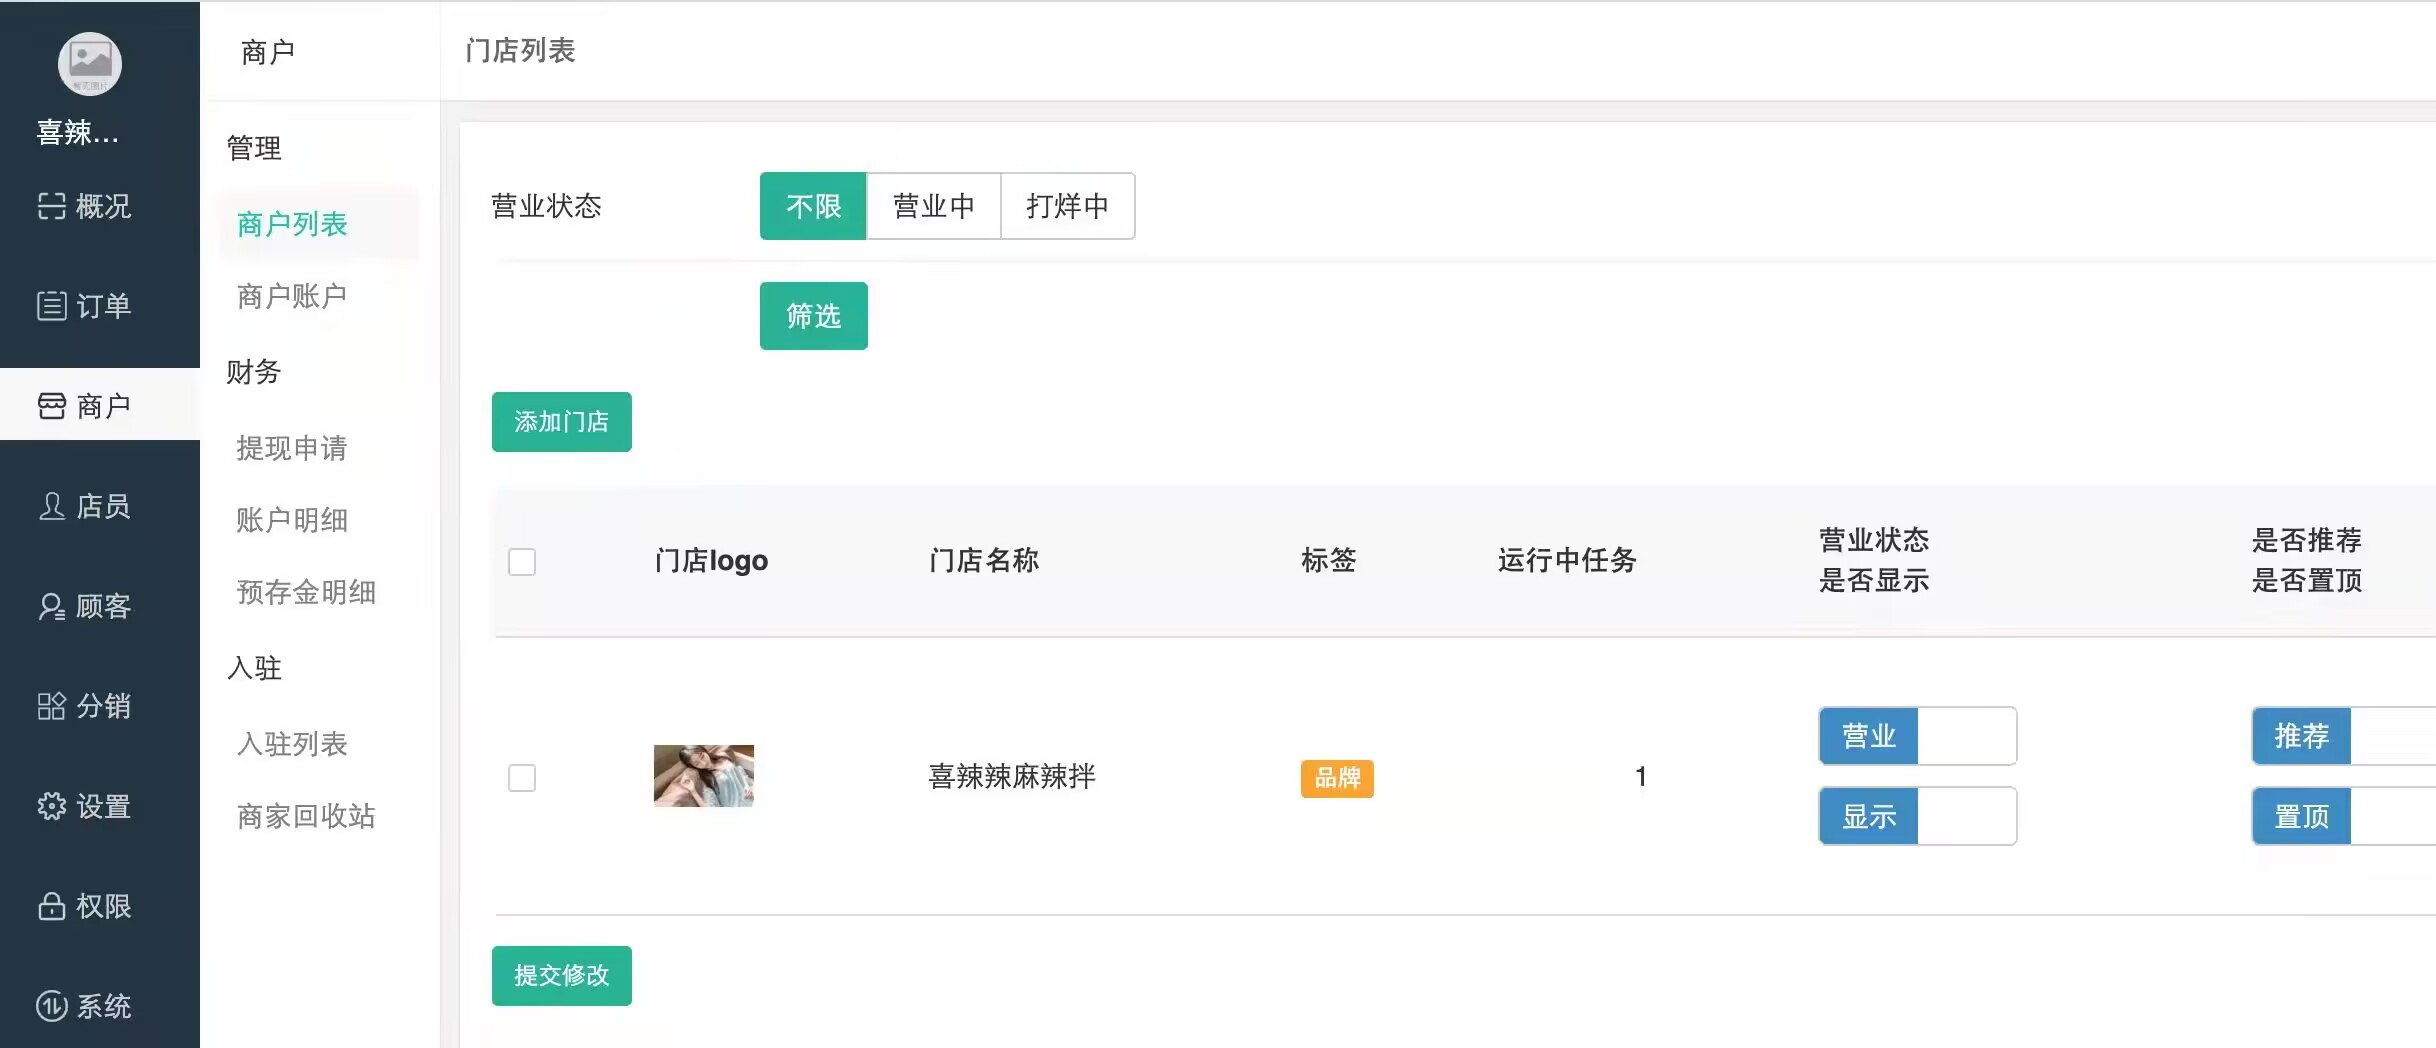 喜辣...
概况
订单
商户
店员
顾客
分销
设置
权限
系统
商户
管理
商户列表
商户账户
财务
提现申请
账户明细
预存金明细
入驻
入驻列表
商家回收站
门店列表
营业状态
不限
营业中
打烊中
筛选
添加门店
门店logo
门店名称
标签
运行中任务
营业状态
是否显示
是否推荐
是否置顶
喜辣辣麻辣拌
品牌
1
营业
显示
推荐
置顶
提交修改